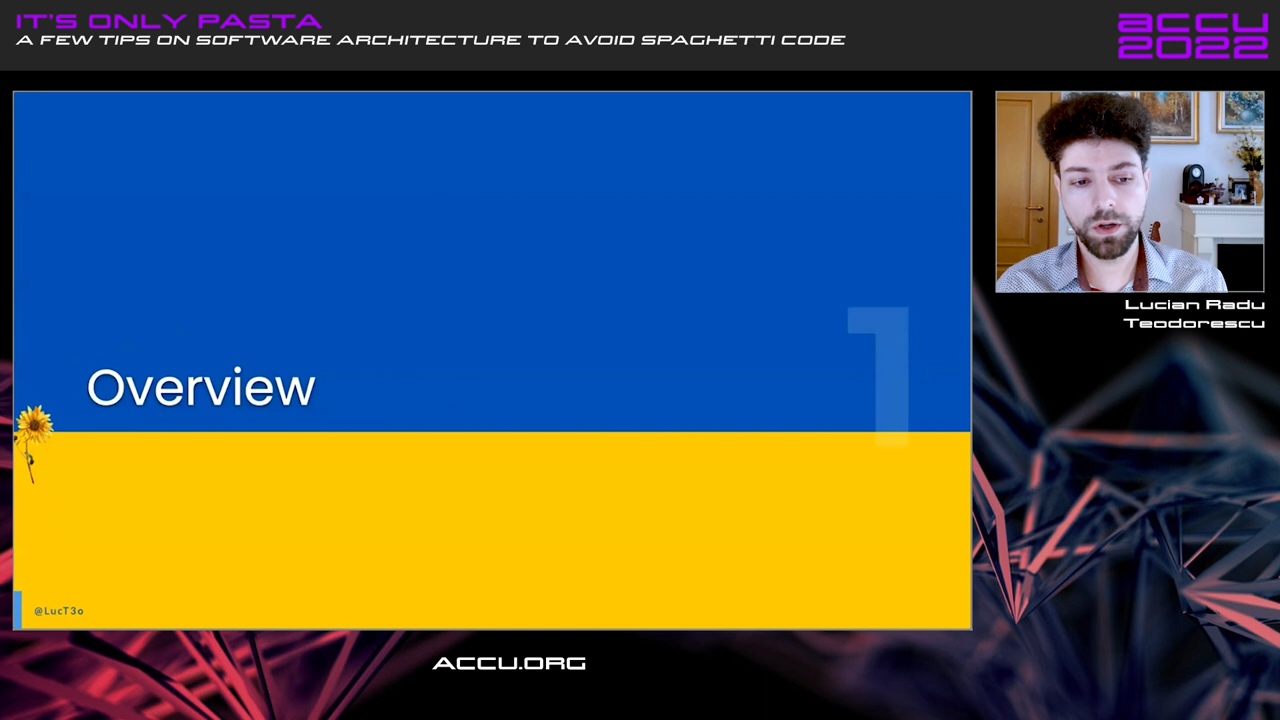 IT'S ONLY PASTA
A FEW TIPS ON SOFTWARE ARCHITECTURE TO AVOID SPAGHETTI CODE
accu
2022
Overview
1
@LucT3o
Lucian Radu
Teodorescu
ACCU.ORG